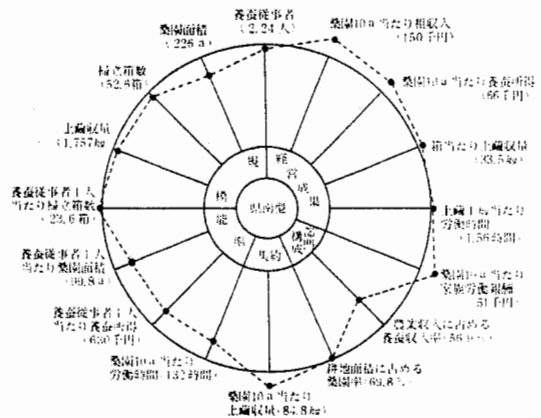 養蚕従事者
(2.24人)
桑園10a当たり粗収入
(150千円)
桑園10a当たり養蚕所得
(66千円)
箱当たり上繭収量
(33.5kg)
上繭1kg当たり
労働時間
(1.56時間)
桑園10a当たり
家族労働報酬
(51千円)
農業収入に占める
養蚕収入率(56.9%)
耕地面積に占める
桑園率(69.8%)
桑園10a当たり
上繭収量(84.8kg)
桑園10a当たり
労働時間(132時間)
養蚕従事者1人
当たり養蚕所得
(630千円)
養蚕従事者1人
当たり桑園面積
(99.8a)
養蚕従事者1人
当たり掃立箱数
(23.6箱)
上繭収量
(1,757kg
掃立箱数
(52.6箱)
桑園面積
(226a)
規模
経営成果
構成
集約
能率
県南型